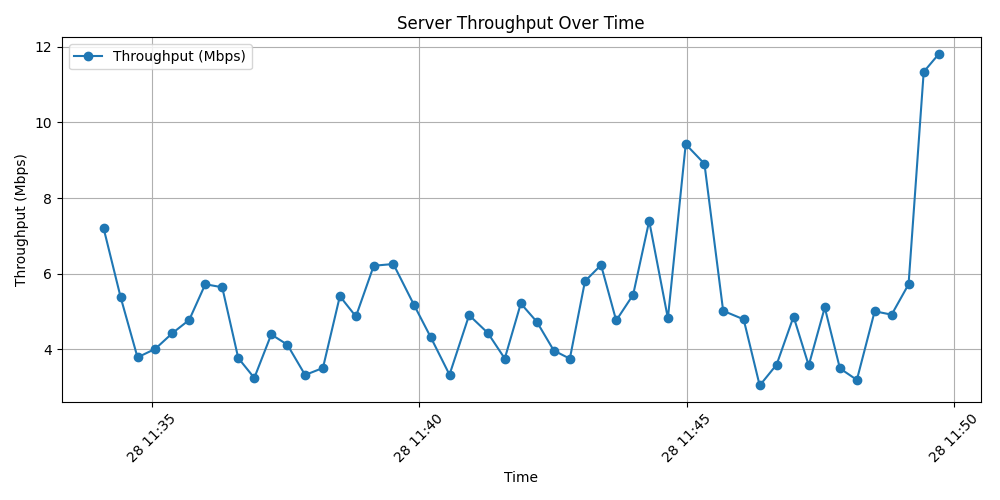 Server Throughput Over Time
Throughput (Mbps)
Throughput (Mbps)
12
10
8
6
4
28 11:35
28 11:40
28 11:45
28 11:50
Time